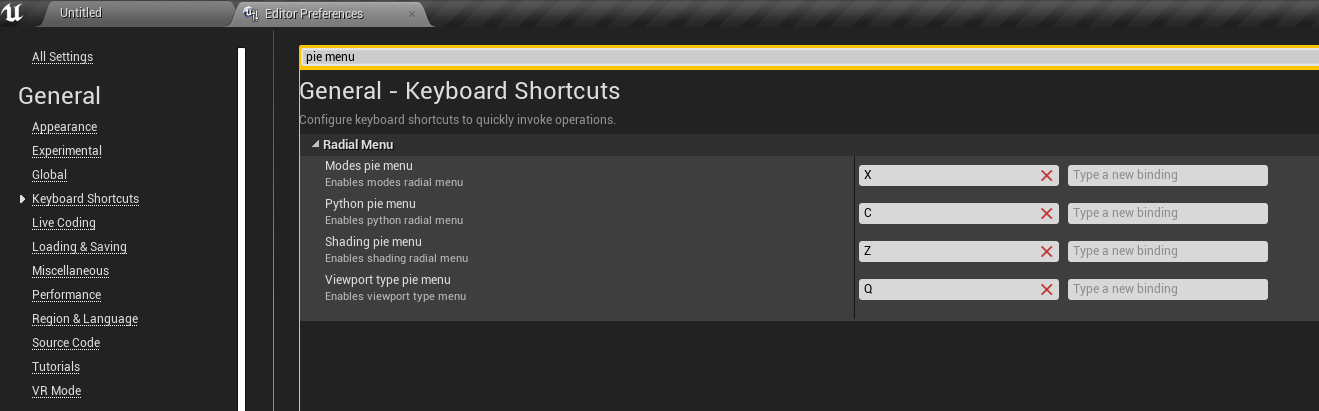 Untitled
Editor Preferences
All Settings
General
Appearance
Experimental
Global
Keyboard Shortcuts
Live Coding
Loading & Saving
Miscellaneous
Performance
Region & Language
Source Code
Tutorials
VR Mode
pie menu
General - Keyboard Shortcuts
Configure keyboard shortcuts to quickly invoke operations.
Radial Menu
Modes pie menu
Enables modes radial menu
X
Type a new binding
Python pie menu
Enables python radial menu
C
Type a new binding
Shading pie menu
Enables shading radial menu
Z
Type a new binding
Viewport type pie menu
Enables viewport type menu
Q
Type a new binding